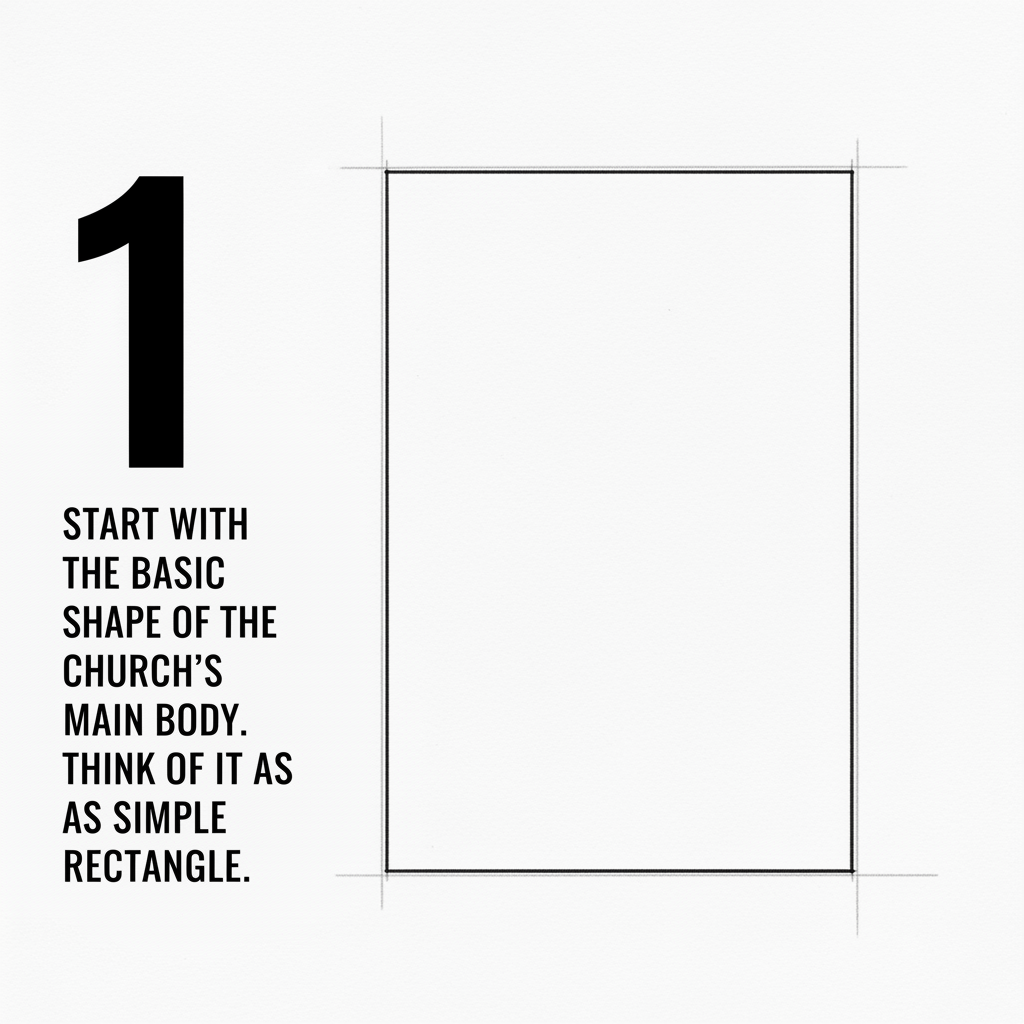 1
START WITH
THE BASIC
SHAPE OF THE
CHURCH’S
MAIN BODY.
THINK OF IT AS
AS SIMPLE
RECTANGLE.